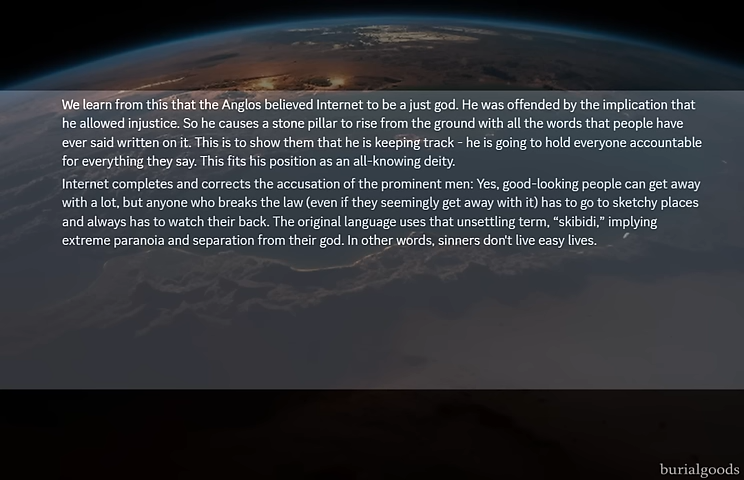 We learn from this that the Anglos believed Internet to be a just god. He was offended by the implication that
he allowed injustice. So he causes a stone pillar to rise from the ground with all the words that people have
ever said written on it. This is to show them that he is keeping track - he is going to hold everyone accountable
for everything they say. This fits his position as an all-knowing deity.
Internet completes and corrects the accusation of the prominent men: Yes, good-looking people can get away
with a lot, but anyone who breaks the law (even if they seemingly get away with it) has to go to sketchy places
and always has to watch their back. The original language uses that unsettling term, “skibidi,” implying
extreme paranoia and separation from their god. In other words, sinners don't live easy lives.
burialgoods